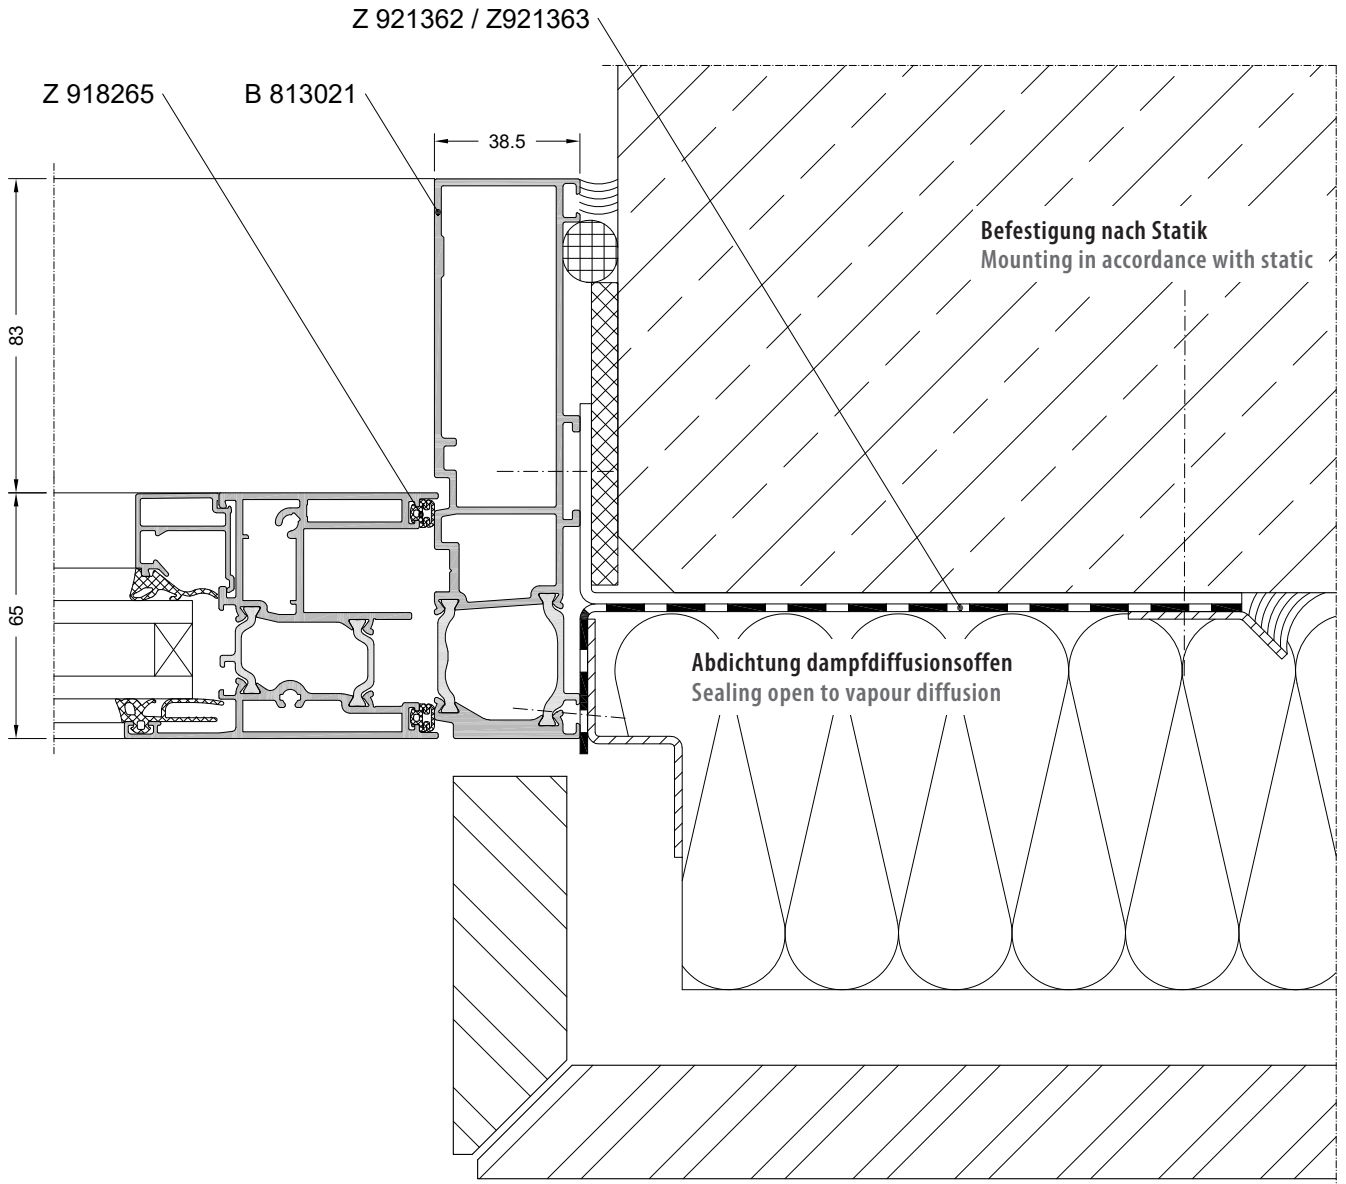 Z 921362 / Z921363
Z 918265
B 813021
38.5
Befestigung nach Statik
Mounting in accordance with static
83
65
Abdichtung dampfdiffusionsoffen
Sealing open to vapour diffusion